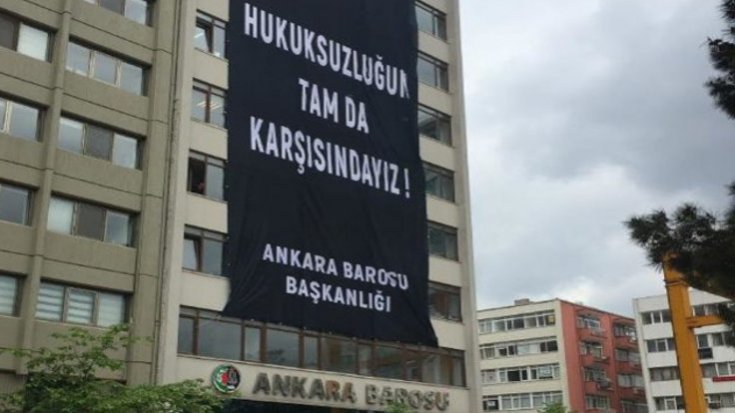 HUKUKSUZLUĞUN
TAM DA
KARŞISINDAYIZ !
ANKARA BAROSU
BAŞKANLIĞI
ANKARA BAROSU